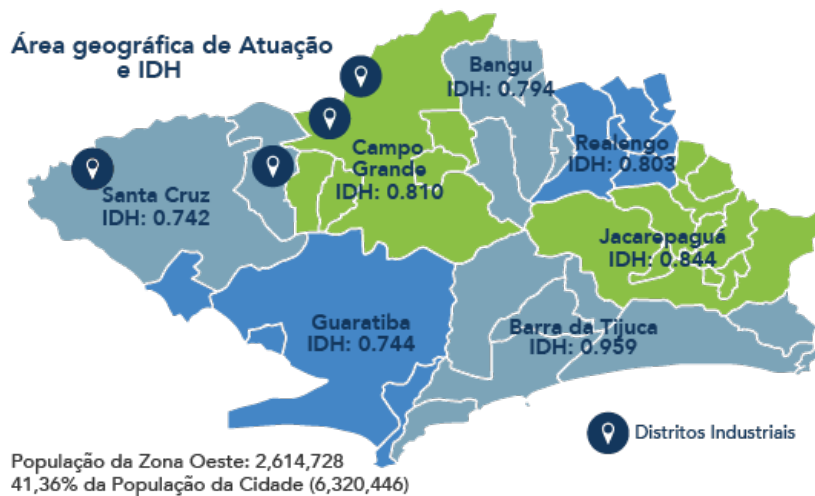 Área geográfica de Atuação
e IDH
Bangu
IDH: 0.794
Realengo
IDH: 0.803
Campo
Grande
IDH: 0.810
Santa Cruz
IDH: 0.742
Jacarepaguá
IDH: 0.844
Guaratiba
IDH: 0.744
Barra da Tijuca
IDH: 0.959
Distritos Industriais
População da Zona Oeste: 2,614,728
41,36% da População da Cidade (6,320,446)